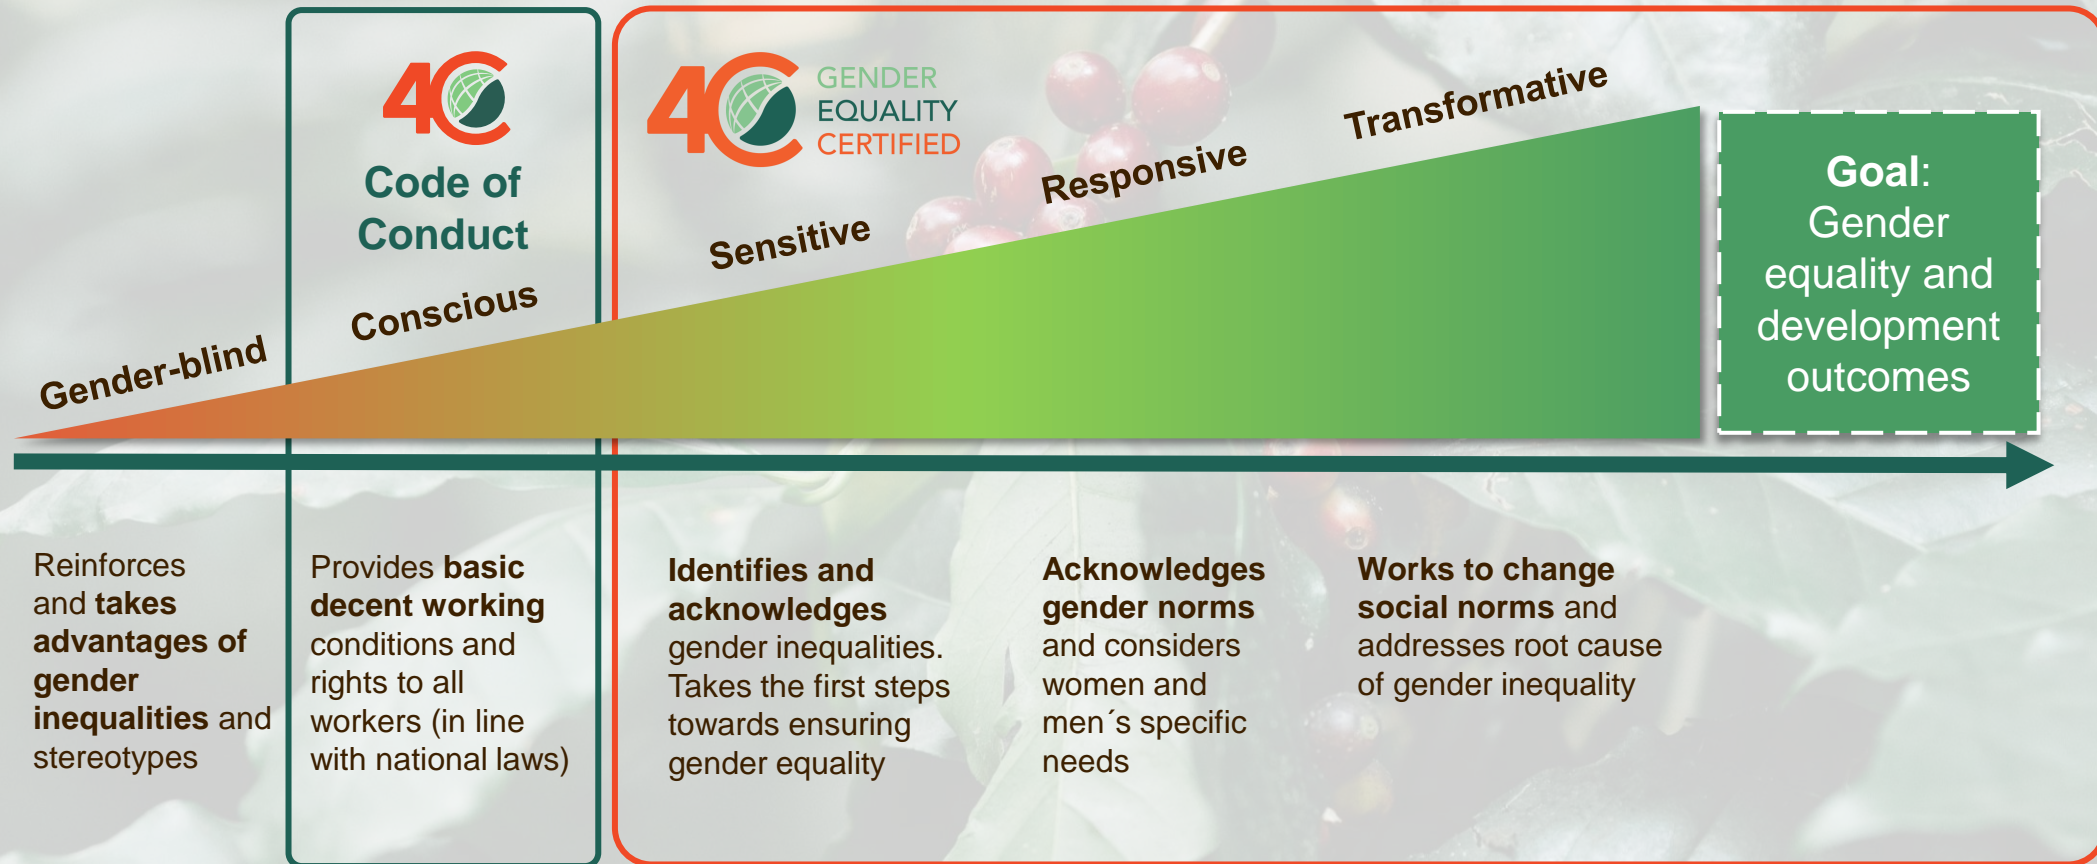 4C
Code of
Conduct
4C GENDER
EQUALITY
CERTIFIED
Gender-blind
Conscious
Sensitive
Responsive
Transformative
Goal:
Gender
equality and
development
outcomes
Reinforces
and takes
advantages of
gender
inequalities and
stereotypes
Provides basic
decent working
conditions and
rights to all
workers (in line
with national laws)
Identifies and
acknowledges
gender inequalities.
Takes the first steps
towards ensuring
gender equality
Acknowledges
gender norms
and considers
women and
men´s specific
needs
Works to change
social norms and
addresses root cause
of gender inequality